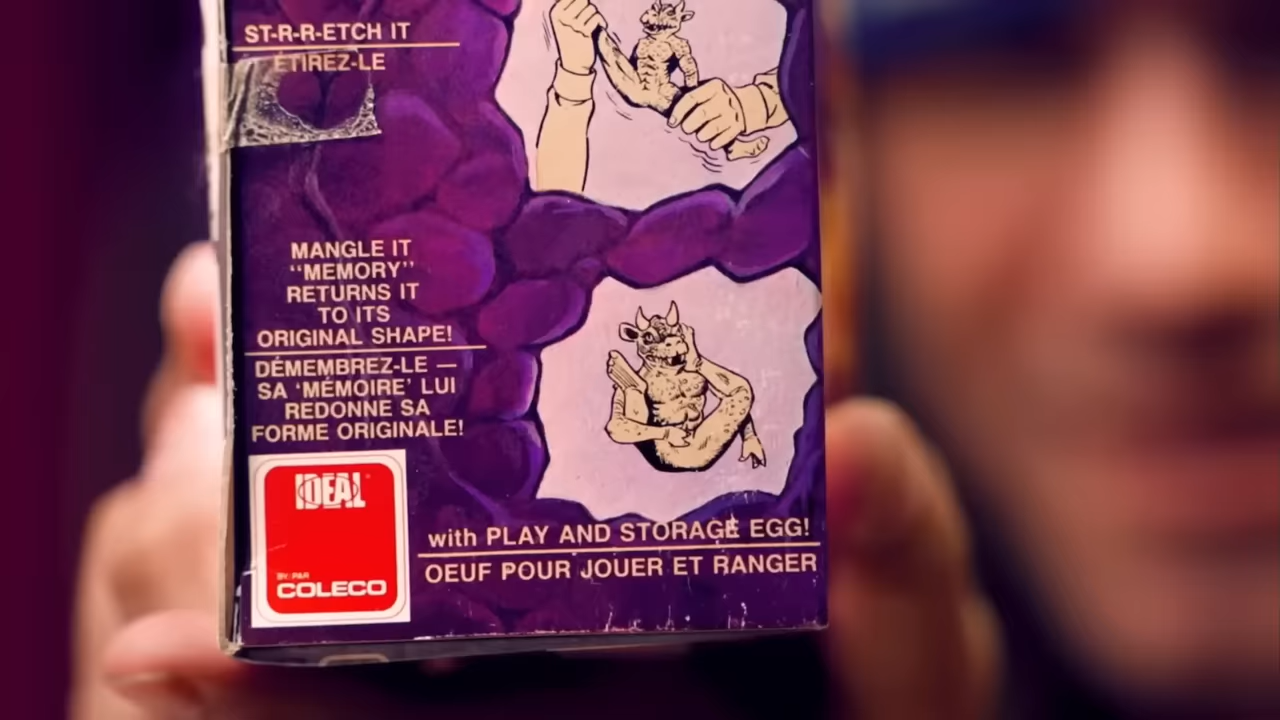 ST-R-R-ETCH IT
ÉTIREZ-LE
MANGLE IT
“MEMORY”
RETURNS IT
TO ITS
ORIGINAL SHAPE!
DÉMEMBREZ-LE —
SA ‘MÉMOIRE’ LUI
REDONNE SA
FORME ORIGINALE!
IDEAL®
BY/PAR
COLECO
with PLAY AND STORAGE EGG!
OEUF POUR JOUER ET RANGER